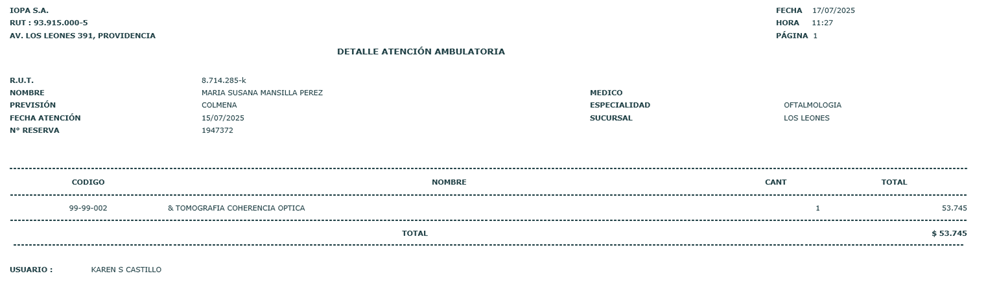 IOPA S.A. FECHA 17/07/2025
RUT : 93.915.000-5 HORA 11:27
AV. LOS LEONES 391, PROVIDENCIA PÁGINA 1
DETALLE ATENCIÓN AMBULATORIA
R.U.T. 8.714.285-k
NOMBRE MARIA SUSANA MANSILLA PEREZ MEDICO
PREVISIÓN COLMENA ESPECIALIDAD OFTALMOLOGIA
FECHA ATENCIÓN 15/07/2025 SUCURSAL LOS LEONES
N° RESERVA 1947372
CODIGO NOMBRE CANT TOTAL
99-99-002 & TOMOGRAFIA COHERENCIA OPTICA 1 53.745
TOTAL $ 53.745
USUARIO : KAREN S CASTILLO